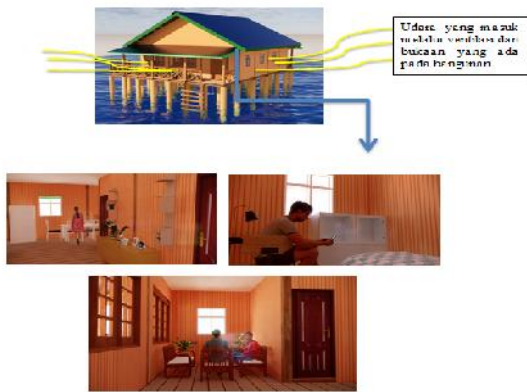 Udara yang masuk
melalui ventilasi dan
bukaan yang ada
pada bangunan